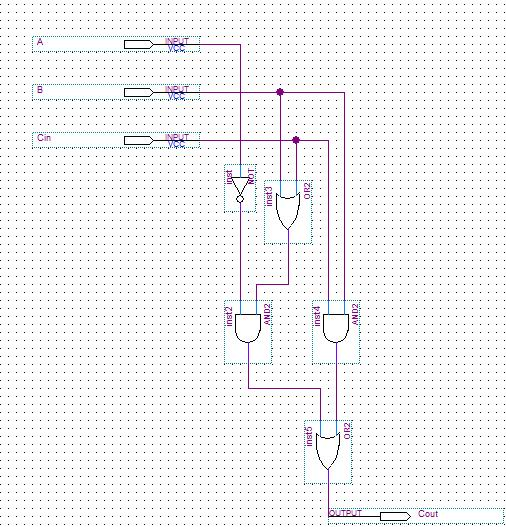 A
INPUT
VCC
B
INPUT
VCC
Cin
INPUT
VCC
inst
NOT
inst3
OR2
inst2
AND2
inst4
AND2
inst5
OR2
OUTPUT
Cout